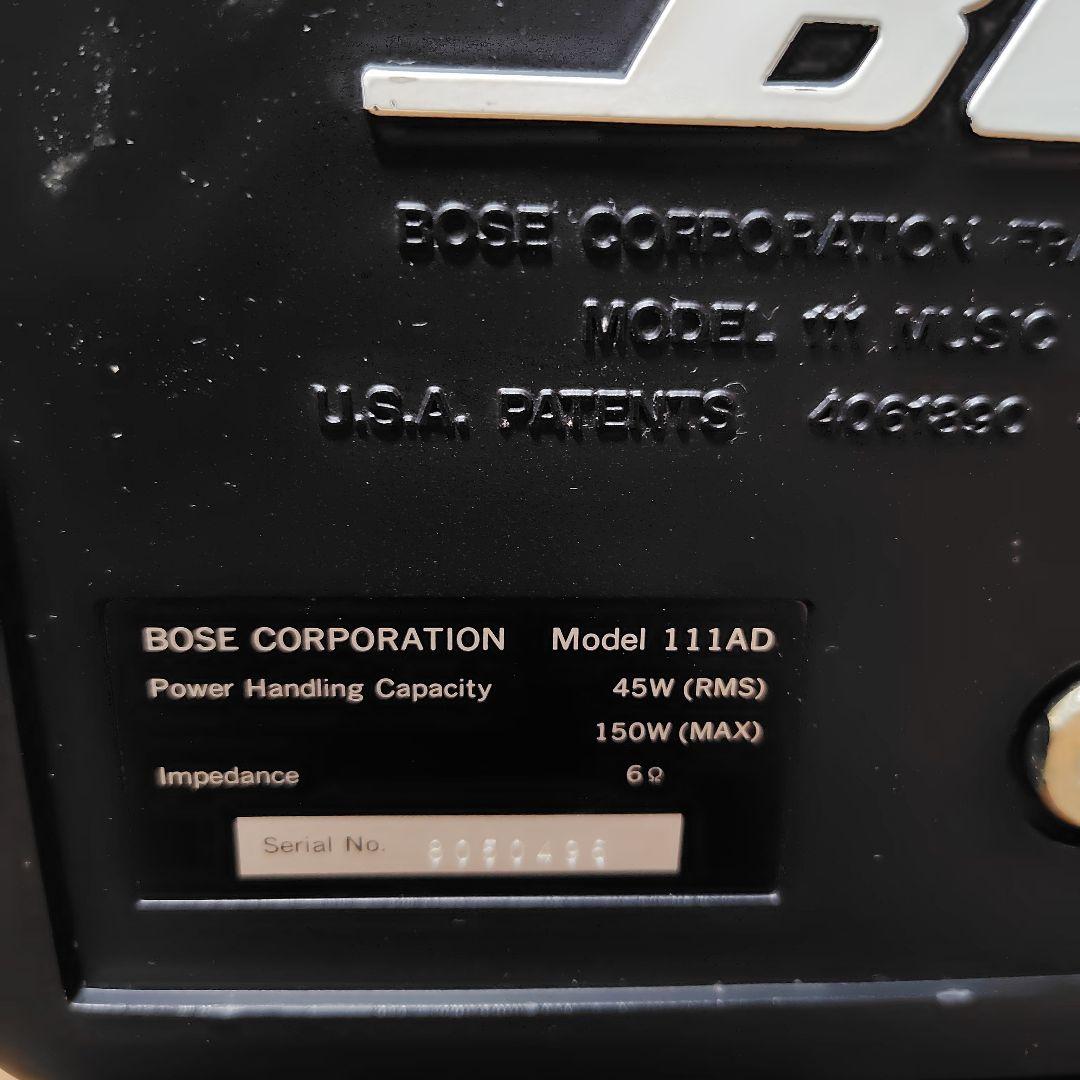 B
BOSE CORPORATION FRA
MODEL 111 MUSIC
U.S.A. PATENTS 4061890
BOSE CORPORATION Model 111AD
Power Handling Capacity 45W (RMS)
150W (MAX)
Impedance 6Ω
Serial No.